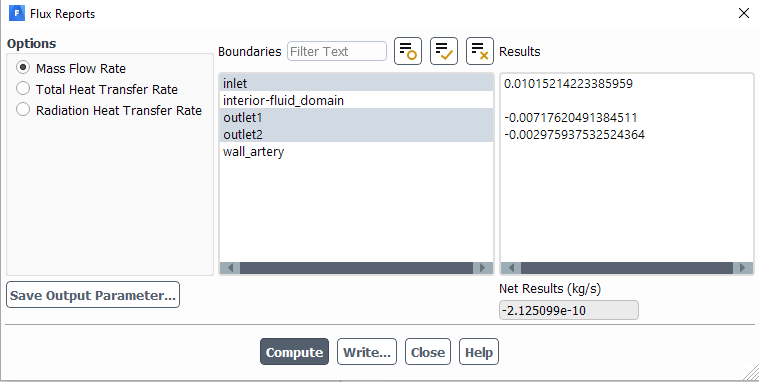 Flux Reports
Options
Mass Flow Rate
Total Heat Transfer Rate
Radiation Heat Transfer Rate
Save Output Parameter...
Boundaries Filter Text
inlet
interior-fluid_domain
outlet1
outlet2
wall_artery
Results
0.01015214223385959
-0.00717620491384511
-0.002975937532524364
Net Results (kg/s)
-2.125099e-10
Compute Write... Close Help